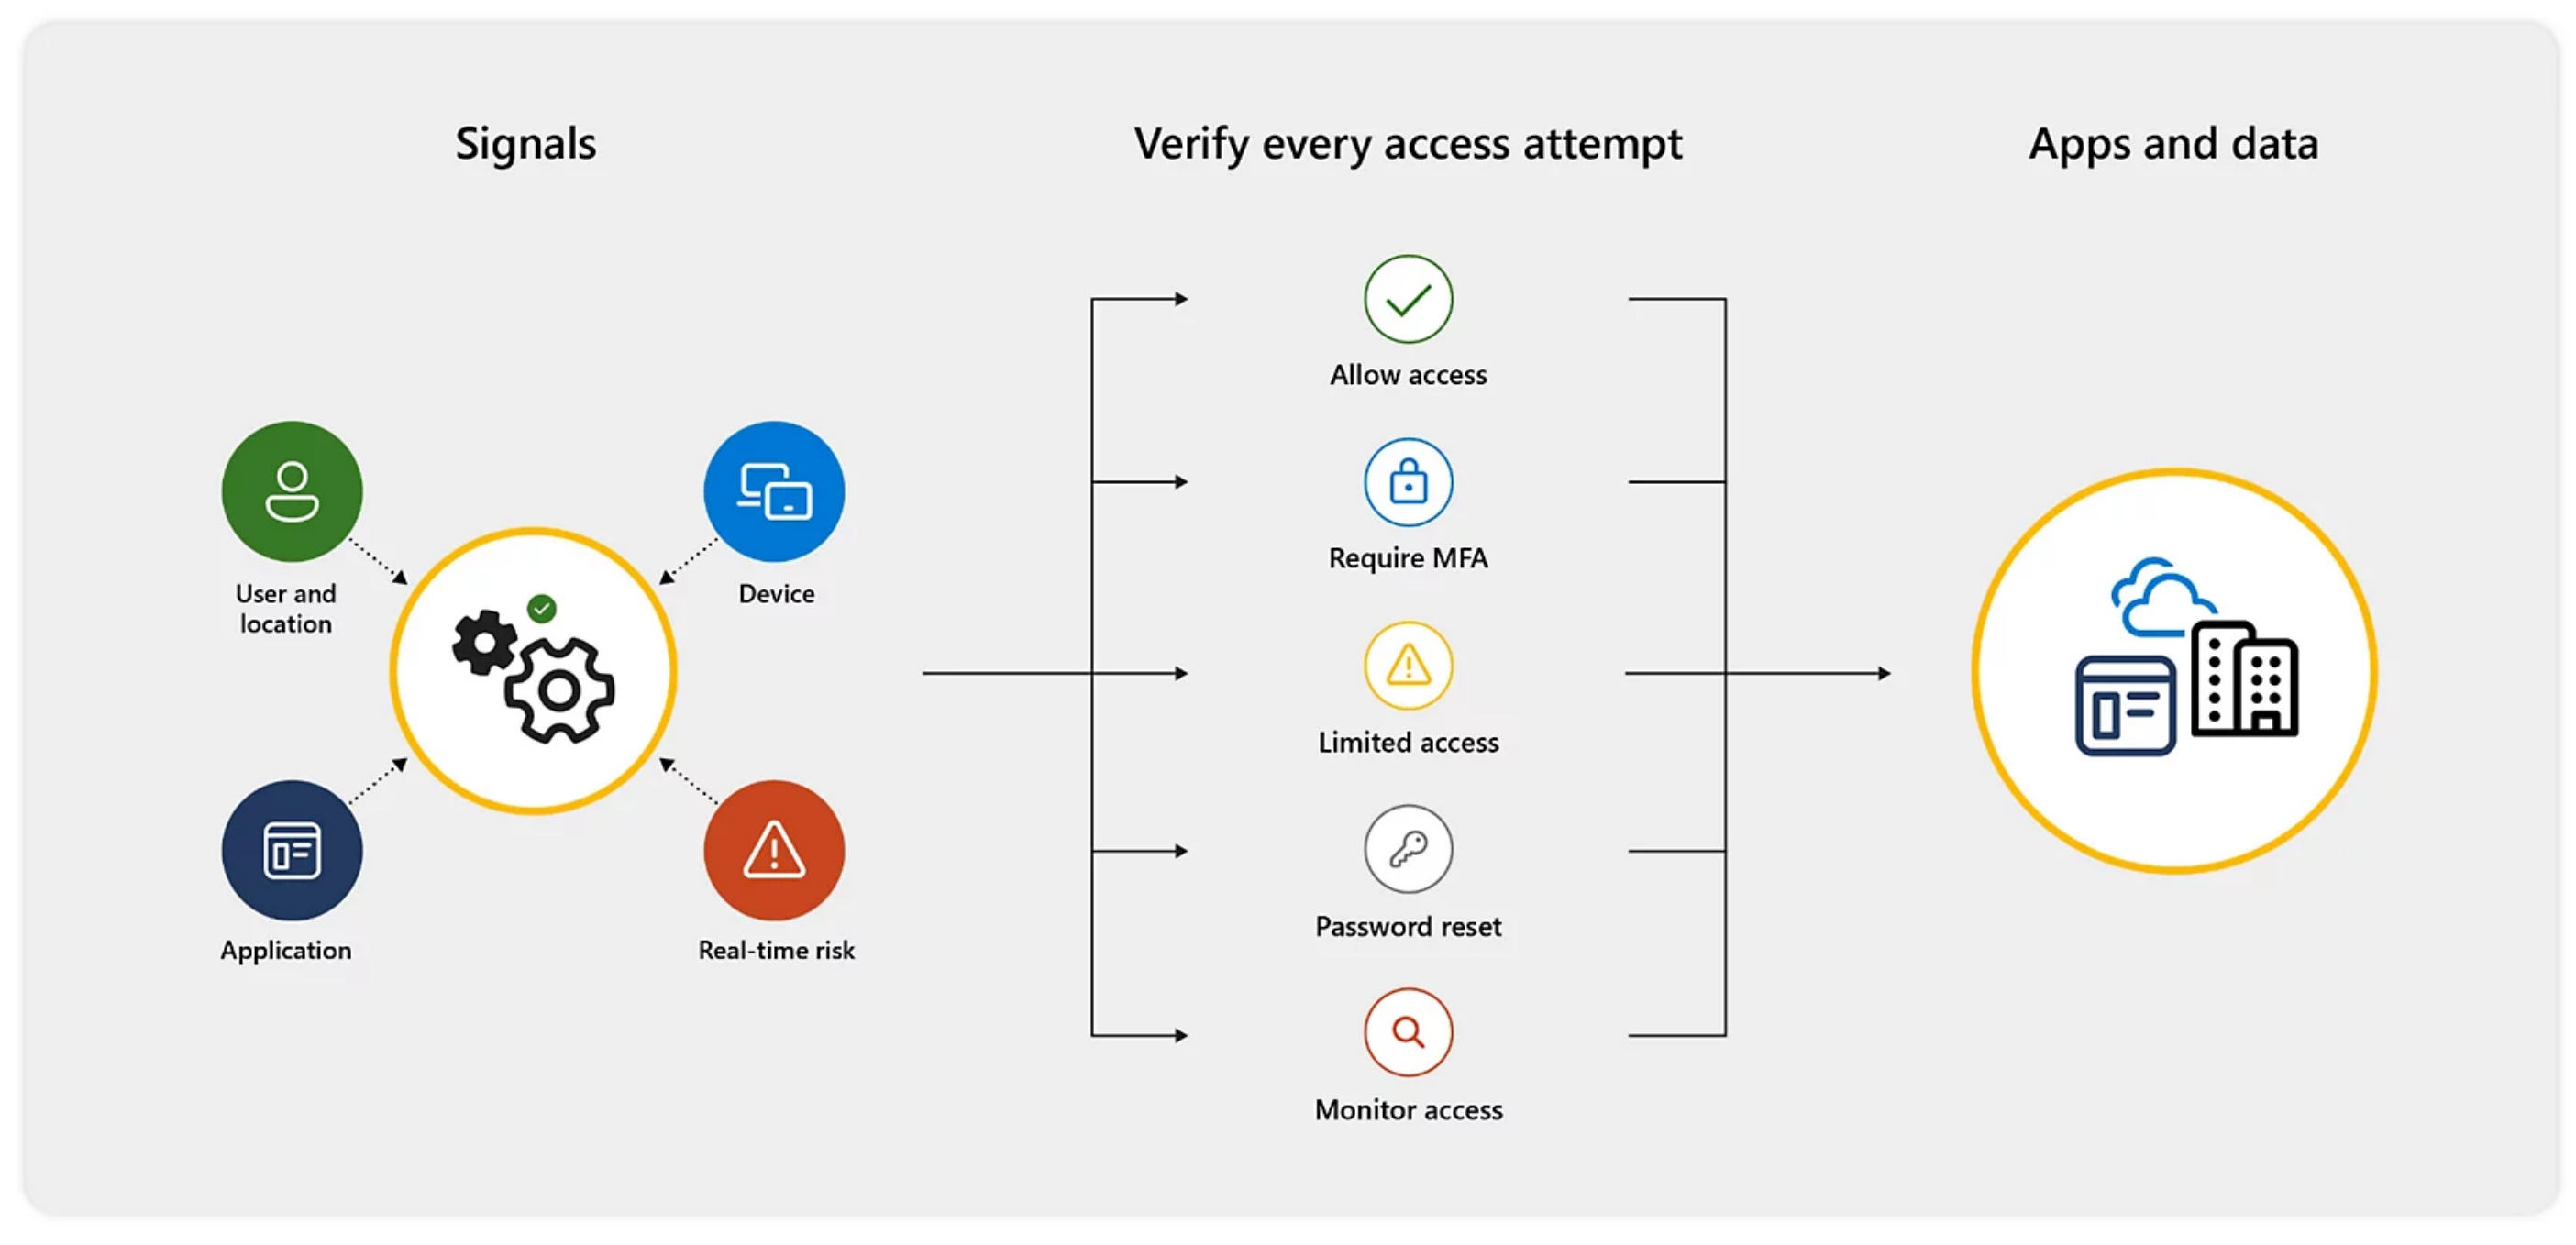 Signals
Verify every access attempt
Apps and data
User and
location
Device
Application
Real-time risk
Allow access
Require MFA
Limited access
Password reset
Monitor access